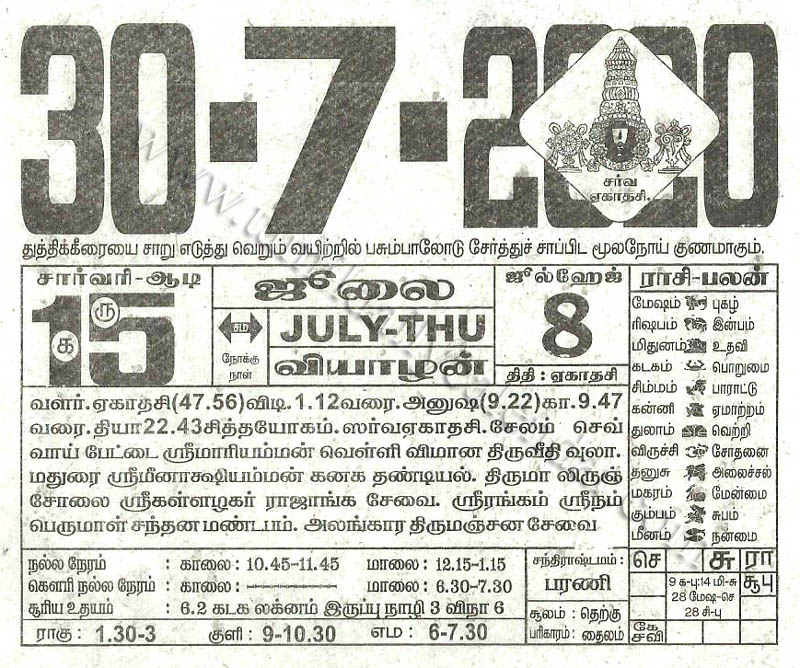 30-7-2020
சர்வ
ஏகாதசி.
துத்திக்கீரையை சாறு எடுத்து வெறும் வயிற்றில் பசும்பாலோடு சேர்த்துச் சாப்பிட மூலநோய் குணமாகும்.
சார்வரி-ஆடி
15
க ரு
ஜூலை
சம
நோக்கு
நாள்
JULY-THU
வியாழன்
ஜுல்ஹேஜ்
8
திதி : ஏகாதசி
வளர்.ஏகாதசி(47.56)விடி.1.12வரை.அனுஷ(9.22)கா.9.47
வரை.தியா22.43சித்தயோகம்.ஸர்வஏகாதசி.சேலம் செவ்
வாய் பேட்டை ஸ்ரீமாரியம்மன் வெள்ளி விமான திருவீதி வுலா.
மதுரை ஸ்ரீமீனாக்ஷியம்மன் கனக தண்டியல். திருமா லிருஞ்
சோலை ஸ்ரீகள்ளழகர் ராஜாங்க சேவை. ஸ்ரீரங்கம் ஸ்ரீநம்
பெருமாள் சந்தன மண்டபம். அலங்கார திருமஞ்சன சேவை
ராசி-பலன்
மேஷம் புகழ்
ரிஷபம் இன்பம்
மிதுனம் உதவி
கடகம் பொறுமை
சிம்மம் பாராட்டு
கன்னி ஏமாற்றம்
துலாம் வெற்றி
விருச்சி சோதனை
தனுசு அலைச்சல்
மகரம் மேன்மை
கும்பம் சுபம்
மீனம் நன்மை
நல்ல நேரம் : காலை: 10.45-11.45 மாலை: 12.15-1.15
கௌரி நல்ல நேரம் : காலை: ——— மாலை: 6.30-7.30
சூரிய உதயம் : 6.2 கடக லக்னம் இருப்பு நாழி 3 விநா 6
ராகு : 1.30-3 குளி : 9-10.30 எம : 6-7.30
சந்திராஷ்டமம் :
பரணி
சூலம் : தெற்கு
பரிகாரம் : தைலம்
செ சு ரா
9 க-பு:14 மி-சு சூபு
28 மேஷ-செ
28 சி-பு
கே
சவி